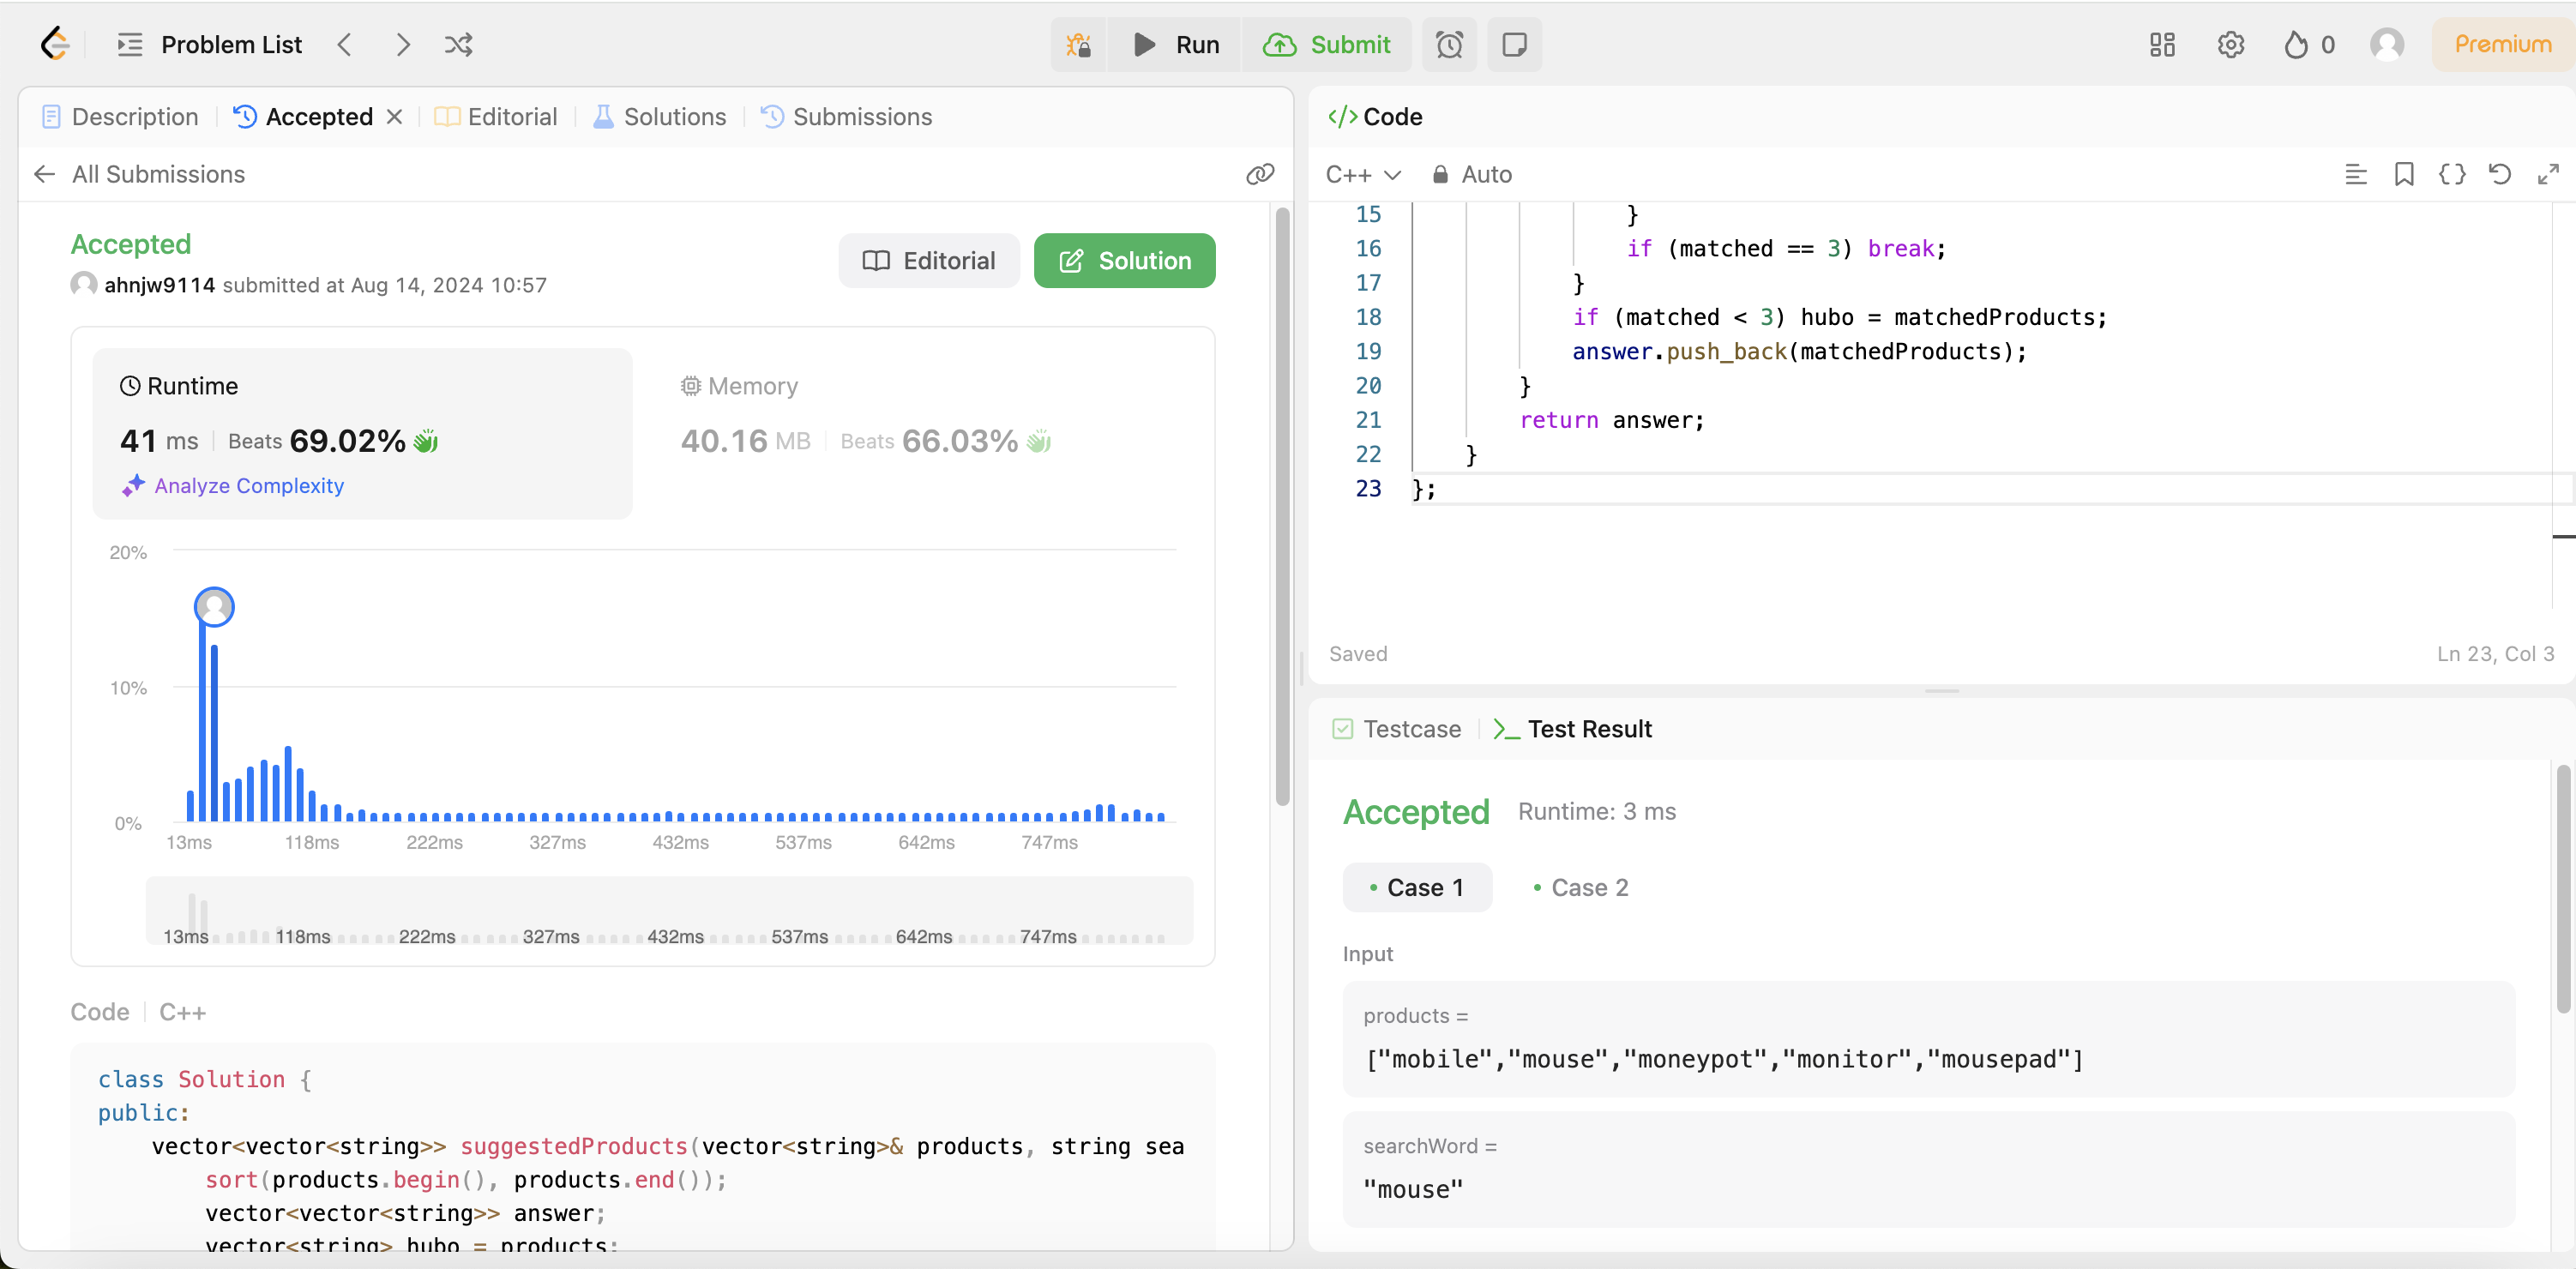 Problem List
Run
Submit
0
Premium
Description
Accepted
Editorial
Solutions
Submissions
All Submissions
Accepted
ahnjw9114 submitted at Aug 14, 2024 10:57
Editorial
Solution
Runtime
41 ms
Beats 69.02%
Analyze Complexity
Memory
40.16 MB
Beats 66.03%
20%
10%
0%
13ms 118ms 222ms 327ms 432ms 537ms 642ms 747ms
13ms 118ms 222ms 327ms 432ms 537ms 642ms 747ms
Code
C++
class Solution {
public:
    vector<vector<string>> suggestedProducts(vector<string>& products, string sea
        sort(products.begin(), products.end());
        vector<vector<string>> answer;
        vector<string> hubo = products;
</> Code
C++
Auto
15                }
16                if (matched == 3) break;
17            }
18            if (matched < 3) hubo = matchedProducts;
19            answer.push_back(matchedProducts);
20        }
21        return answer;
22    }
23 };
Saved
Ln 23, Col 3
Testcase
Test Result
Accepted
Runtime: 3 ms
Case 1
Case 2
Input
products =
["mobile","mouse","moneypot","monitor","mousepad"]
searchWord =
"mouse"